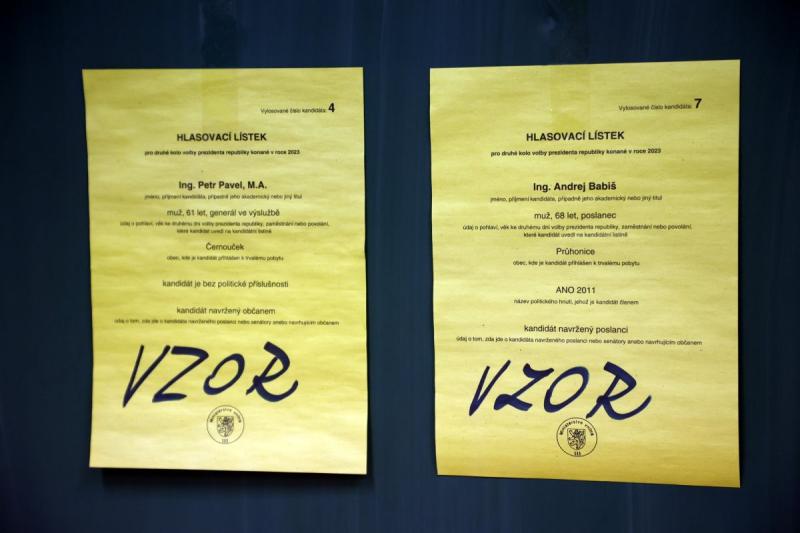 Vylosované číslo kandidáta: 4
HLASOVACÍ LÍSTEK
pro druhé kolo volby prezidenta republiky konané v roce 2023
Ing. Petr Pavel, M.A.
jméno, příjmení kandidáta, případně jeho akademický nebo jiný titul
muž, 61 let, generál ve výslužbě
údaj o pohlaví, věk ke druhému dni volby prezidenta republiky, zaměstnání nebo povolání,
které kandidát uvedl na kandidátní listině
Černouček
obec, kde je kandidát přihlášen k trvalému pobytu
kandidát je bez politické příslušnosti
kandidát navržený občanem
údaj o tom, zda jde o kandidáta navrženého poslanci nebo senátory anebo navrhujícím občanem
VZOR
Ministerstvo vnitra
Vylosované číslo kandidáta: 7
HLASOVACÍ LÍSTEK
pro druhé kolo volby prezidenta republiky konané v roce 2023
Ing. Andrej Babiš
jméno, příjmení kandidáta, případně jeho akademický nebo jiný titul
muž, 68 let, poslanec
údaj o pohlaví, věk ke druhému dni volby prezidenta republiky, zaměstnání nebo povolání,
které kandidát uvedl na kandidátní listině
Průhonice
obec, kde je kandidát přihlášen k trvalému pobytu
ANO 2011
název politického hnutí, jehož je kandidát členem
kandidát navržený poslanci
údaj o tom, zda jde o kandidáta navrženého poslanci nebo senátory anebo navrhujícím občanem
VZOR
Ministerstvo vnitra